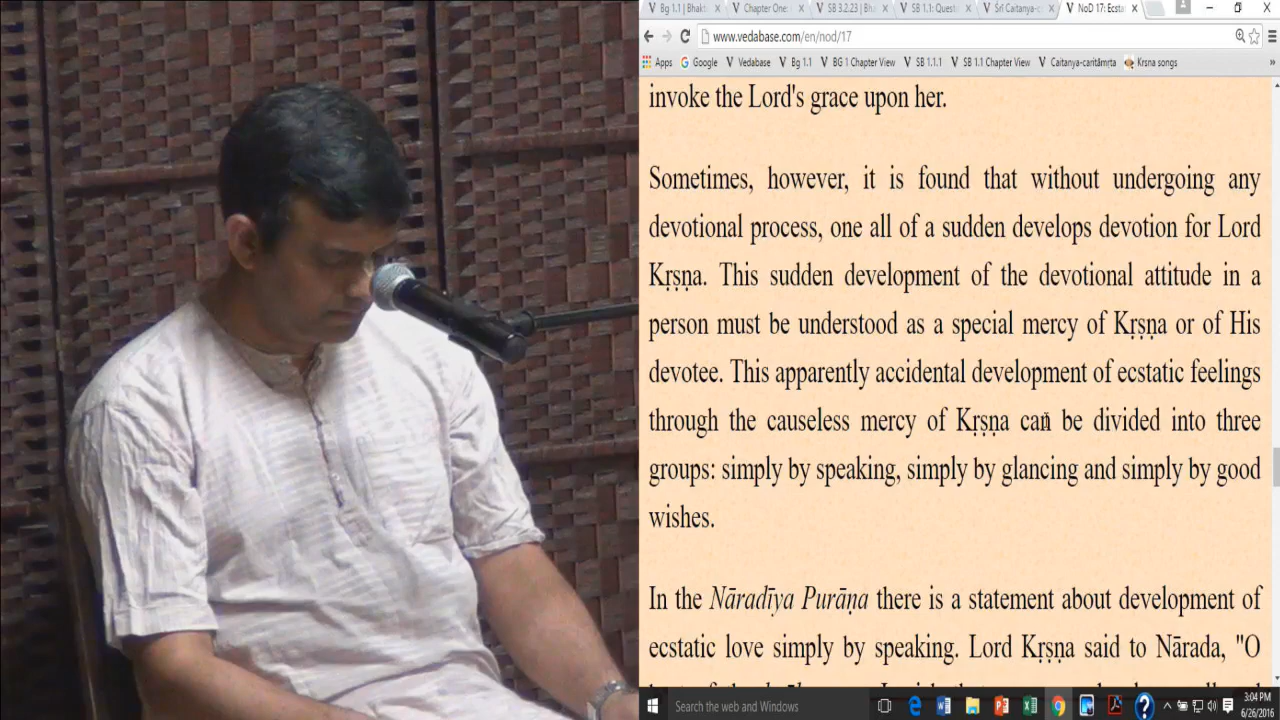 Bg 1.1 | Bhakt
Chapter One:
SB 3.2.23 | Bha
SB 1.1: Quest
Śrī Caitanya-c
NoD 17: Ecsta
www.vedabase.com/en/nod/17
Apps Google Vedabase Bg 1.1 BG 1 Chapter View SB 1.1.1 SB 1.1 Chapter View Caitanya-caritāmṛta Krsna songs »
invoke the Lord's grace upon her.
Sometimes, however, it is found that without undergoing any
devotional process, one all of a sudden develops devotion for Lord
Kṛṣṇa. This sudden development of the devotional attitude in a
person must be understood as a special mercy of Kṛṣṇa or of His
devotee. This apparently accidental development of ecstatic feelings
through the causeless mercy of Kṛṣṇa can be divided into three
groups: simply by speaking, simply by glancing and simply by good
wishes.
In the Nāradīya Purāṇa there is a statement about development of
ecstatic love simply by speaking. Lord Kṛṣṇa said to Nārada, "O
Search the web and Windows
3:04 PM
6/26/2016